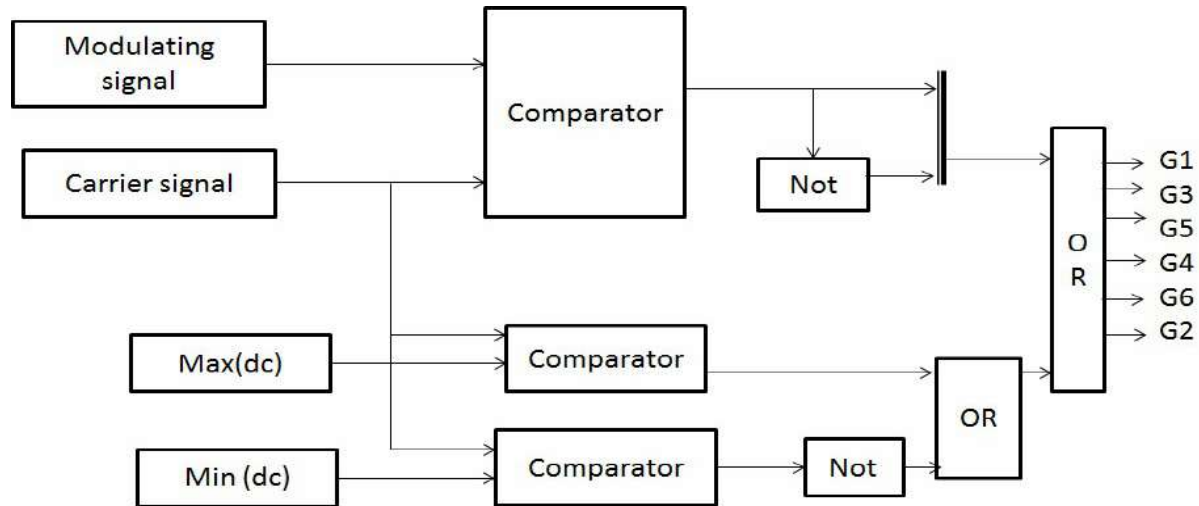 Modulating
signal
Comparator
Carrier signal
Not
O
R
G1
G3
G5
G4
G6
G2
Max(dc)
Comparator
OR
Min (dc)
Comparator
Not